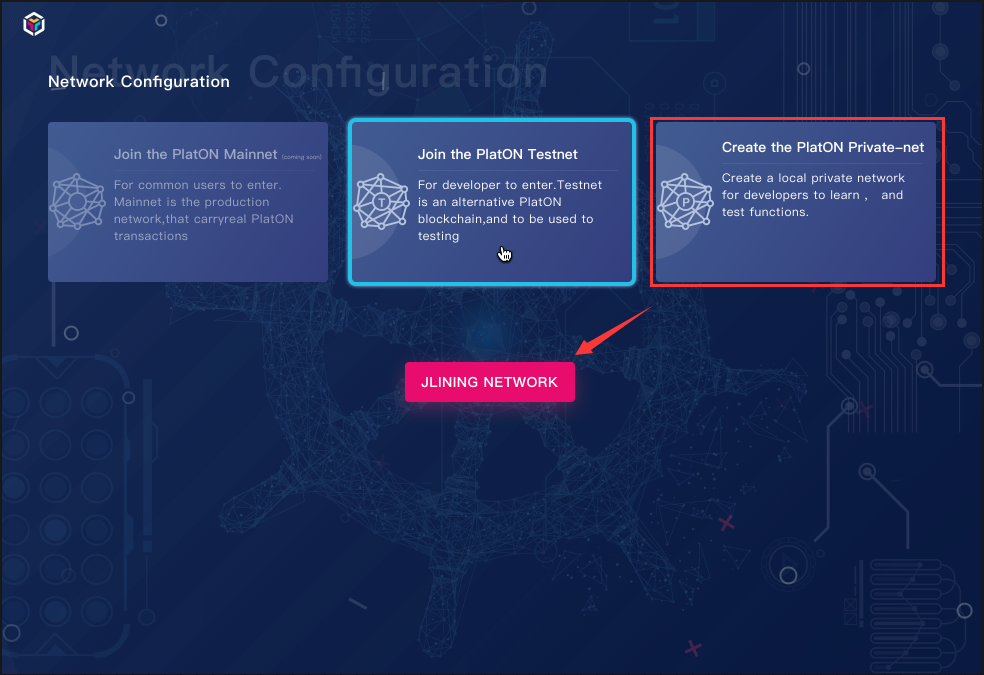 Network Configuration
Network Configuration
Join the PlatON Mainnet (coming soon)
For common users to enter.
Mainnet is the production
network,that carryreal PlatON
transactions
Join the PlatON Testnet
For developer to enter.Testnet
is an alternative PlatON
blockchain,and to be used to
testing
T
Create the PlatON Private-net
Create a local private network
for developers to learn ， and
test functions.
P
JLINING NETWORK